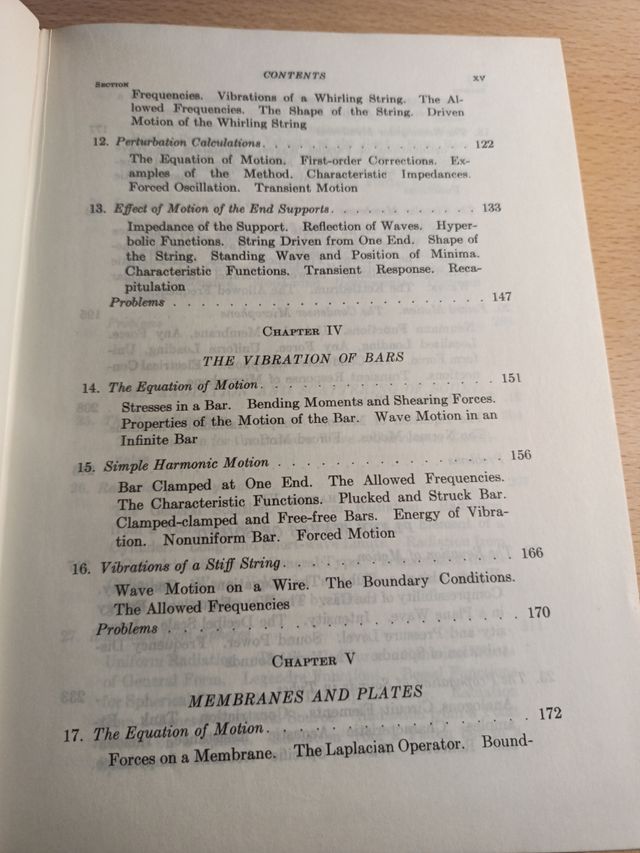 CONTENTS xv
SECTION
Frequencies. Vibrations of a Whirling String. The Al-
lowed Frequencies. The Shape of the String. Driven
Motion of the Whirling String
12. Perturbation Calculations. . . . . . . . . . . . . . . . . 122
The Equation of Motion. First-order Corrections. Ex-
amples of the Method. Characteristic Impedances.
Forced Oscillation. Transient Motion
13. Effect of Motion of the End Supports. . . . . . . . . . . . 133
Impedance of the Support. Reflection of Waves. Hyper-
bolic Functions. String Driven from One End. Shape of
the String. Standing Wave and Position of Minima.
Characteristic Functions. Transient Response. Reca-
pitulation
Problems . . . . . . . . . . . . . . . . . . . . . . . . 147
CHAPTER IV
THE VIBRATION OF BARS
14. The Equation of Motion. . . . . . . . . . . . . . . . . 151
Stresses in a Bar. Bending Moments and Shearing Forces.
Properties of the Motion of the Bar. Wave Motion in an
Infinite Bar
15. Simple Harmonic Motion . . . . . . . . . . . . . . . . 156
Bar Clamped at One End. The Allowed Frequencies.
The Characteristic Functions. Plucked and Struck Bar.
Clamped-clamped and Free-free Bars. Energy of Vibra-
tion. Nonuniform Bar. Forced Motion
16. Vibrations of a Stiff String. . . . . . . . . . . . . . . . 166
Wave Motion on a Wire. The Boundary Conditions.
The Allowed Frequencies
Problems . . . . . . . . . . . . . . . . . . . . . . . . 170
CHAPTER V
MEMBRANES AND PLATES
17. The Equation of Motion. . . . . . . . . . . . . . . . . 172
Forces on a Membrane. The Laplacian Operator. Bound-